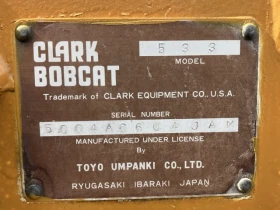 CLARK 533
BOBCAT MODEL
Trademark of CLARK EQUIPMENT CO., U.S.A.
SERIAL NUMBER
MANUFACTURED UNDER LICENSE
By
TOYO UMPANKI CO., LTD.
RYUGASAKI IBARAKI JAPAN